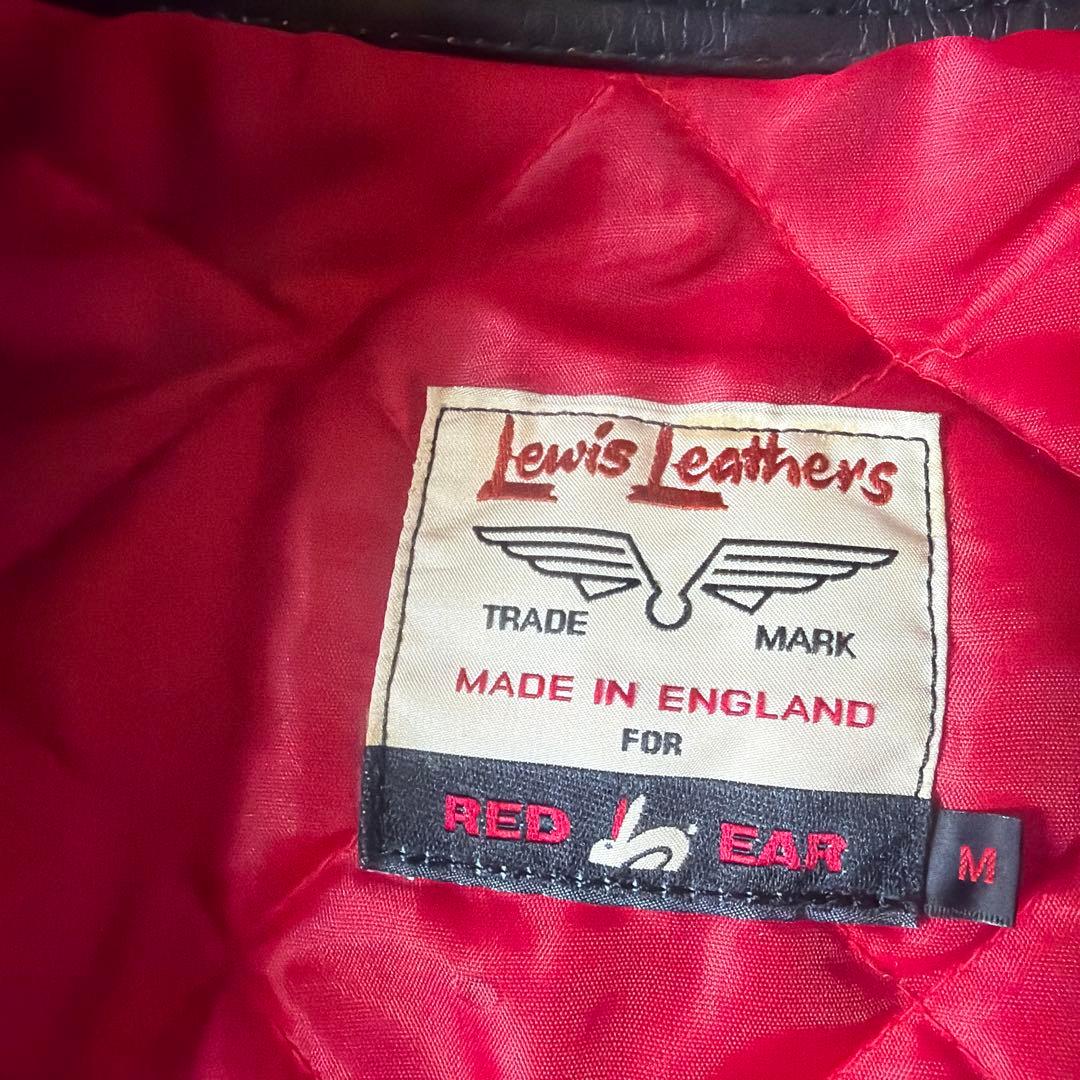 Lewis Leathers
TRADE MARK
MADE IN ENGLAND
FOR
RED EAR
M